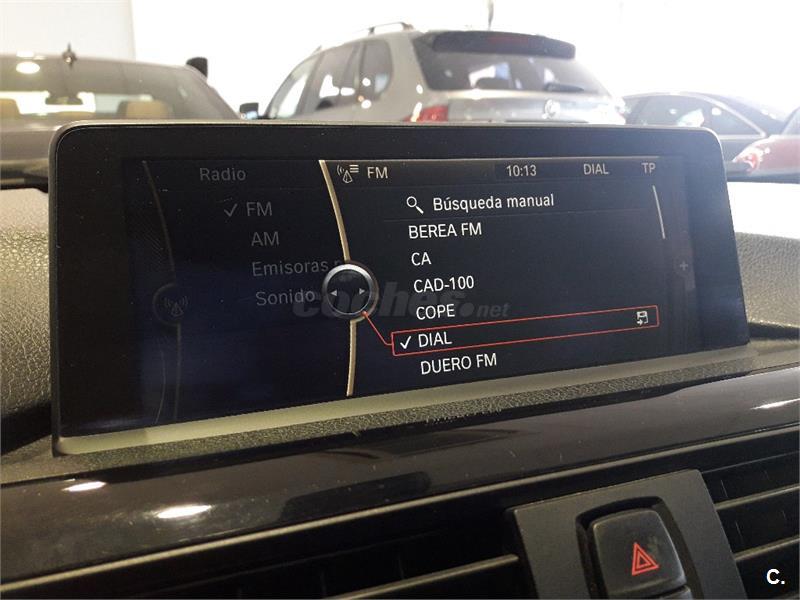 Radio
FM 10:13 DIAL TP
FM
AM
Emisoras
Sonido
Búsqueda manual
BEREA FM
CA
CAD-100
COPE
DIAL
DUERO FM
coches.net
C.